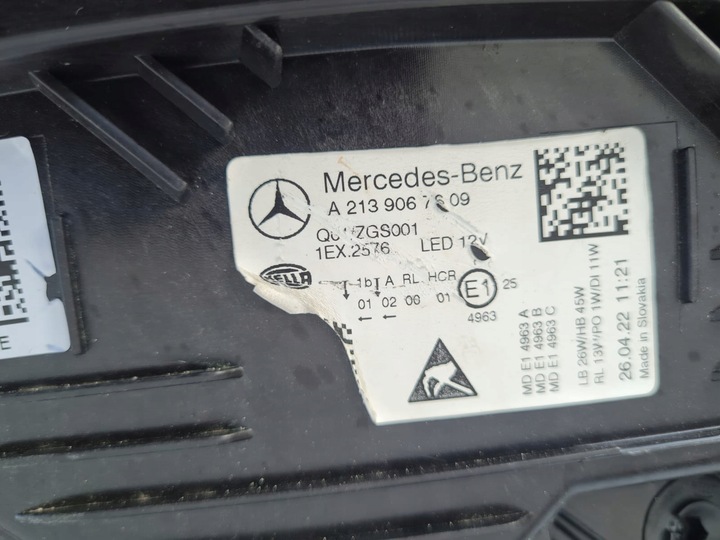 Mercedes-Benz
A 213 906 09
1EX.2576 LED 12V
HELLA
1b A RL HCR
01 02 00 01
← ←
E1 25
4963
MD E1 4963 A
MD E1 4963 B
MD E1 4963 C
LB 26W/HB 45W
RL 13W/PO 1W/DI 11W
26.04.22 11:21
Made in Slovakia
E